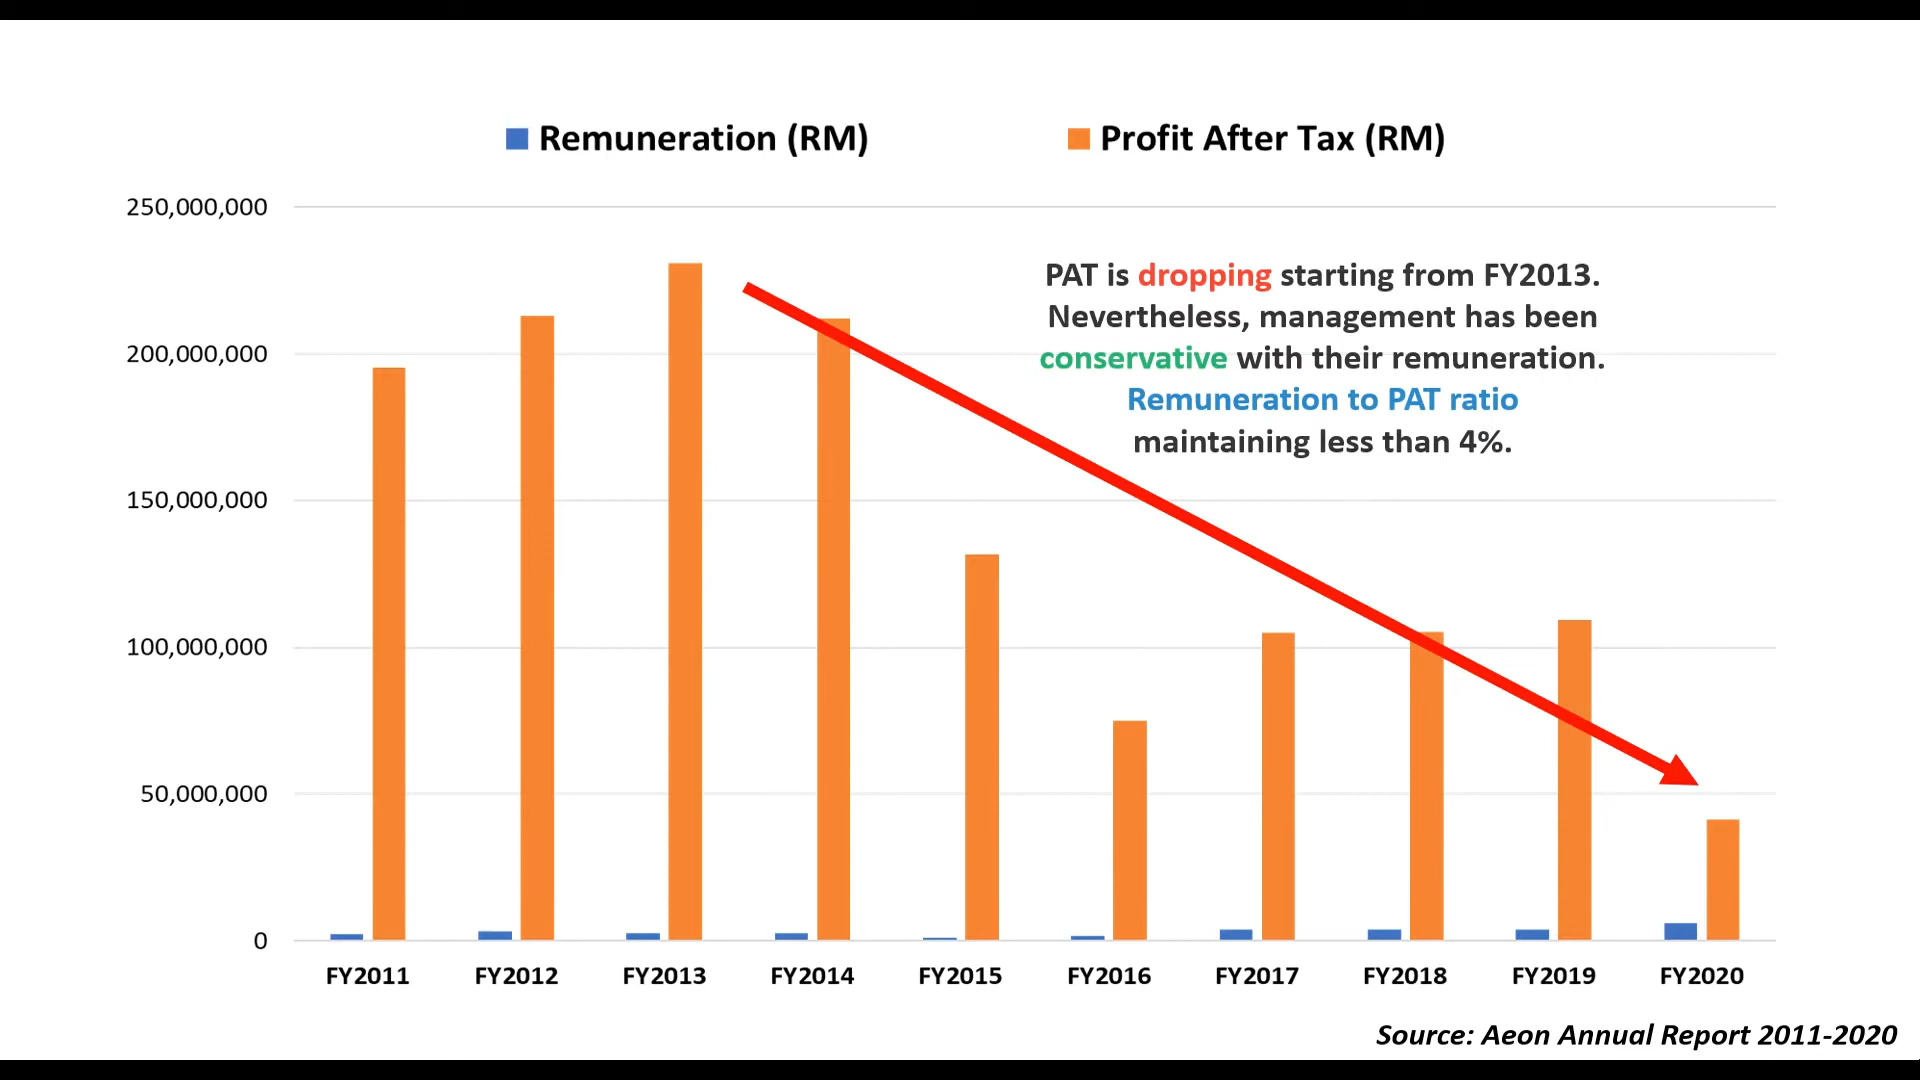 Remuneration (RM)
Profit After Tax (RM)
250,000,000
200,000,000
150,000,000
100,000,000
50,000,000
0
PAT is dropping starting from FY2013.
Nevertheless, management has been
conservative with their remuneration.
Remuneration to PAT ratio
maintaining less than 4%.
FY2011
FY2012
FY2013
FY2014
FY2015
FY2016
FY2017
FY2018
FY2019
FY2020
Source: Aeon Annual Report 2011-2020